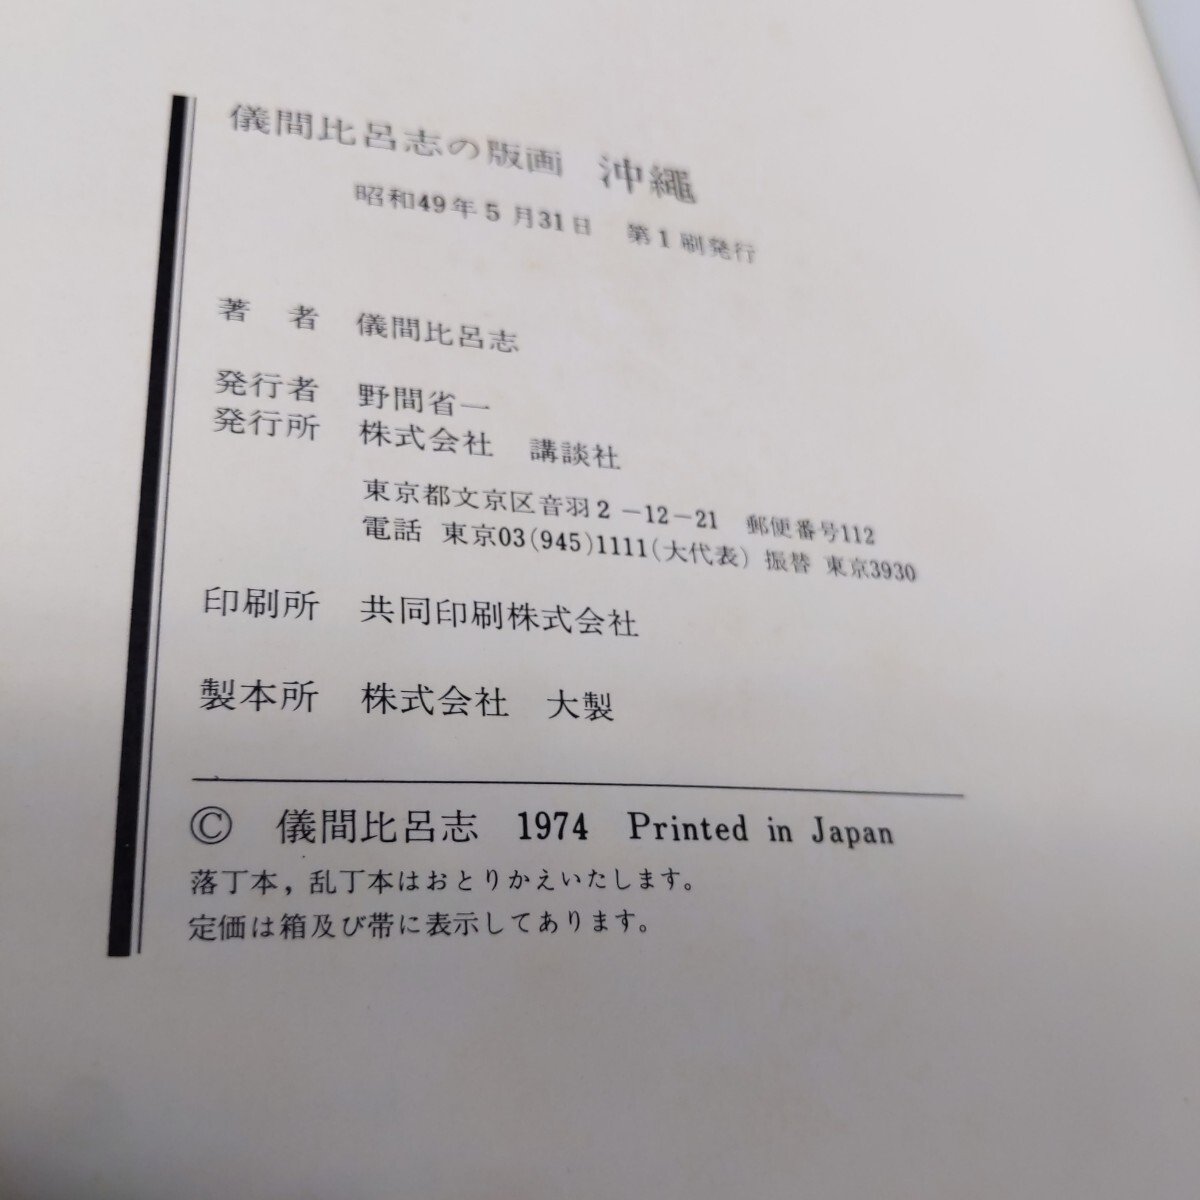 儀間比呂志の版画　沖繩
昭和49年5月31日　第1刷発行
著　者　儀間比呂志
発行者　野間省一
発行所　株式会社　講談社
東京都文京区音羽2－12－21　郵便番号112
電話　東京03(945)1111(大代表)　振替　東京3930
印刷所　共同印刷株式会社
製本所　株式会社　大製
©　儀間比呂志　1974　Printed in Japan
落丁本，乱丁本はおとりかえいたします。
定価は箱及び帯に表示してあります。